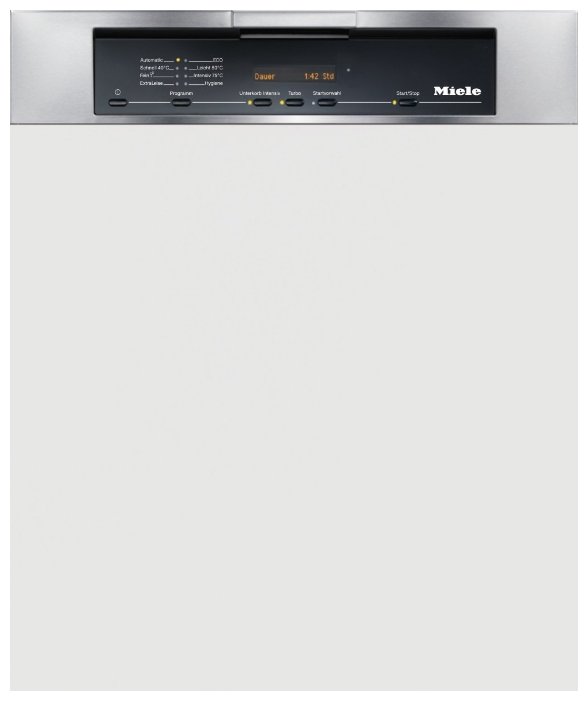 Automatic ECO
Schnell 40°C Leicht 50°C
Fein Intensiv 75°C
ExtraLeise Hygiene
Dauer 1:42 Std
Programm
Unterkorb Intensiv
Turbo
Startvorwahl
Start/Stop
Miele